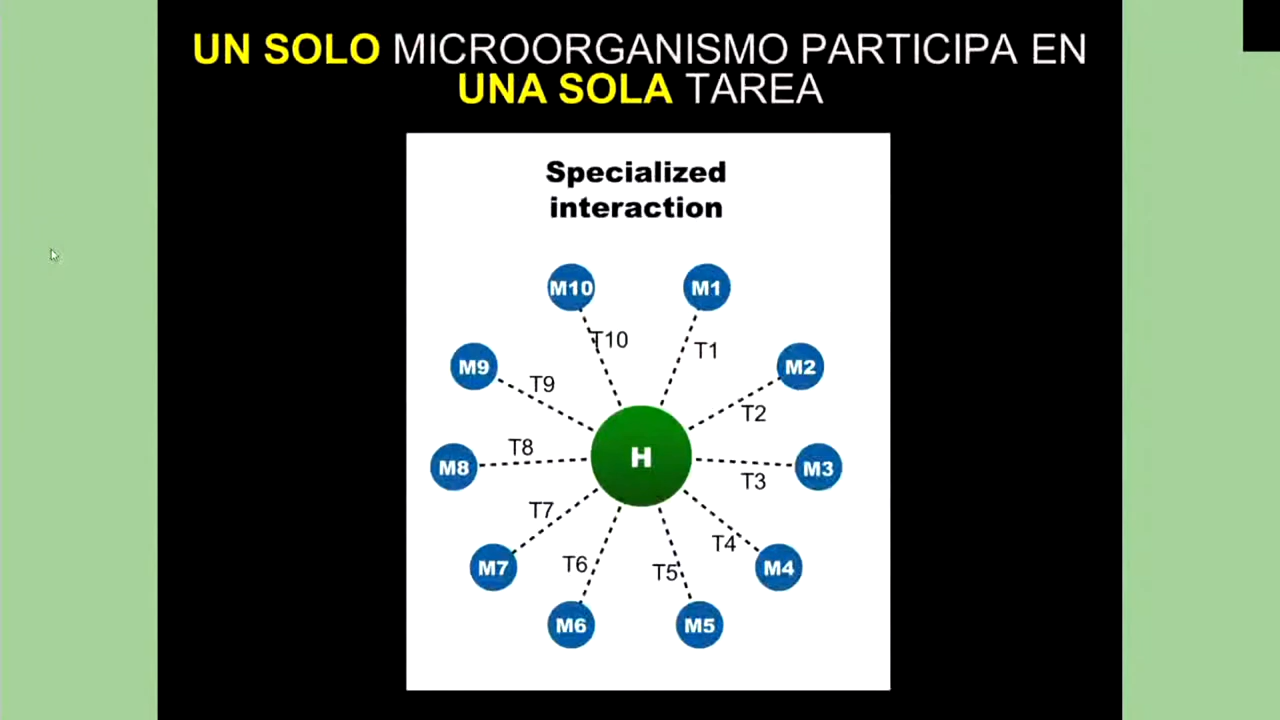 UN SOLO MICROORGANISMO PARTICIPA EN
UNA SOLA TAREA
Specialized
interaction
M10
M1
T10
T1
M9
M2
T9
T2
T8
H
M8
M3
T3
T7
T4
T6
T5
M7
M4
M6
M5